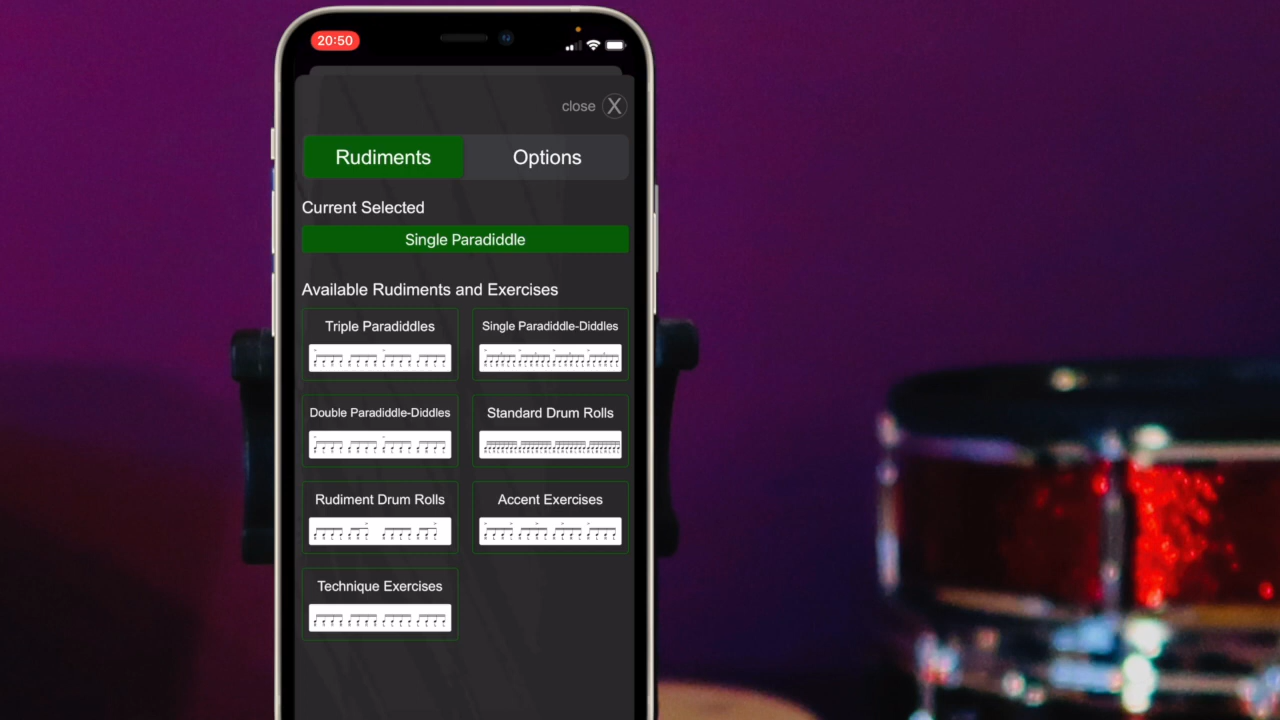 20:50
close X
Rudiments Options
Current Selected
Single Paradiddle
Available Rudiments and Exercises
Triple Paradiddles Single Paradiddle-Diddles
Double Paradiddle-Diddles Standard Drum Rolls
Rudiment Drum Rolls Accent Exercises
Technique Exercises